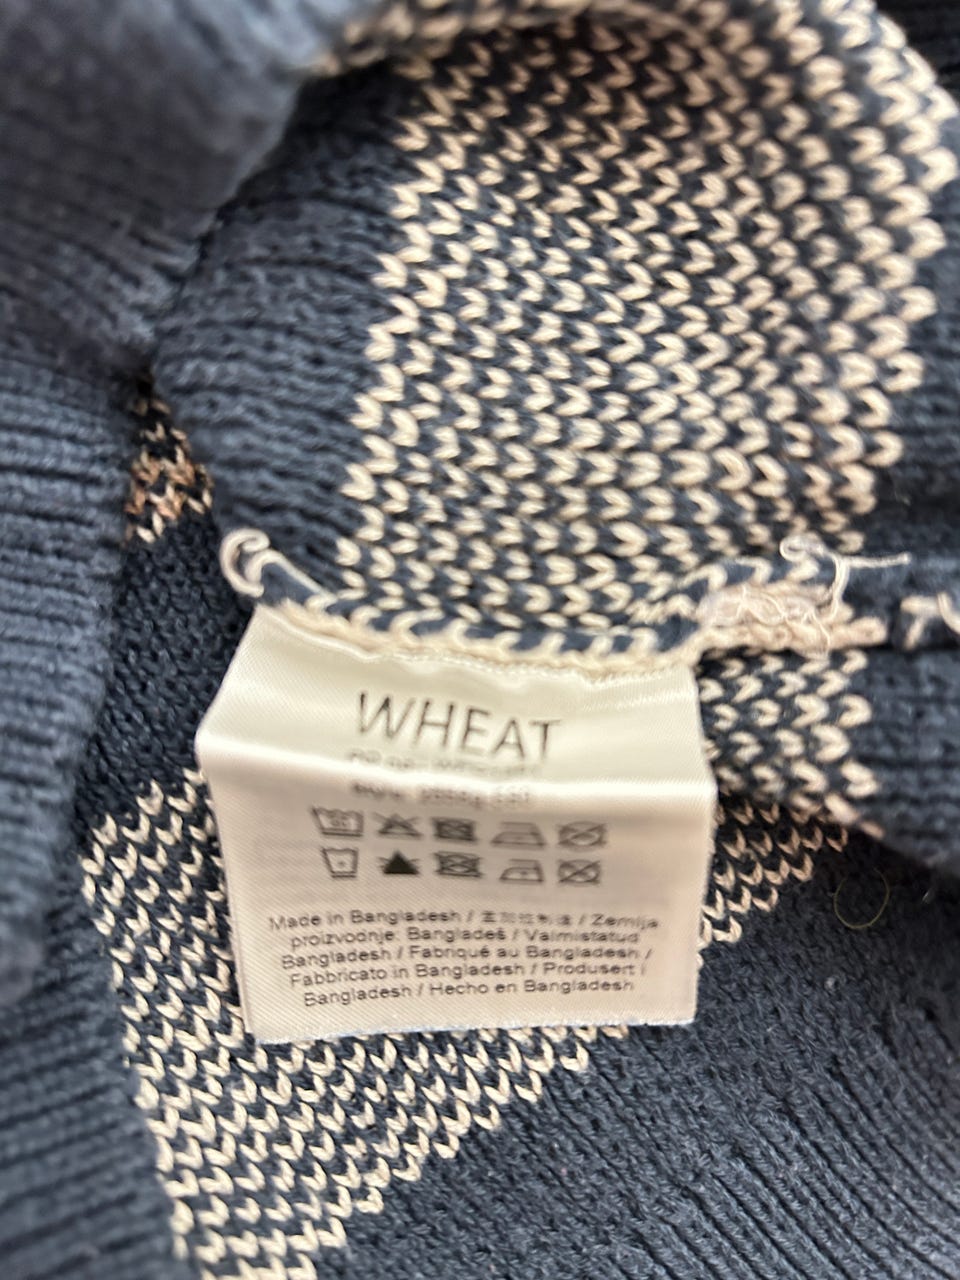 WHEAT
Made in Bangladesh / 孟加拉制造 / Zemlja
proizvodnje: Bangladeš / Valmistatud
Bangladesh / Fabriqué au Bangladesh /
Fabbricato in Bangladesh / Produsert i
Bangladesh / Hecho en Bangladesh